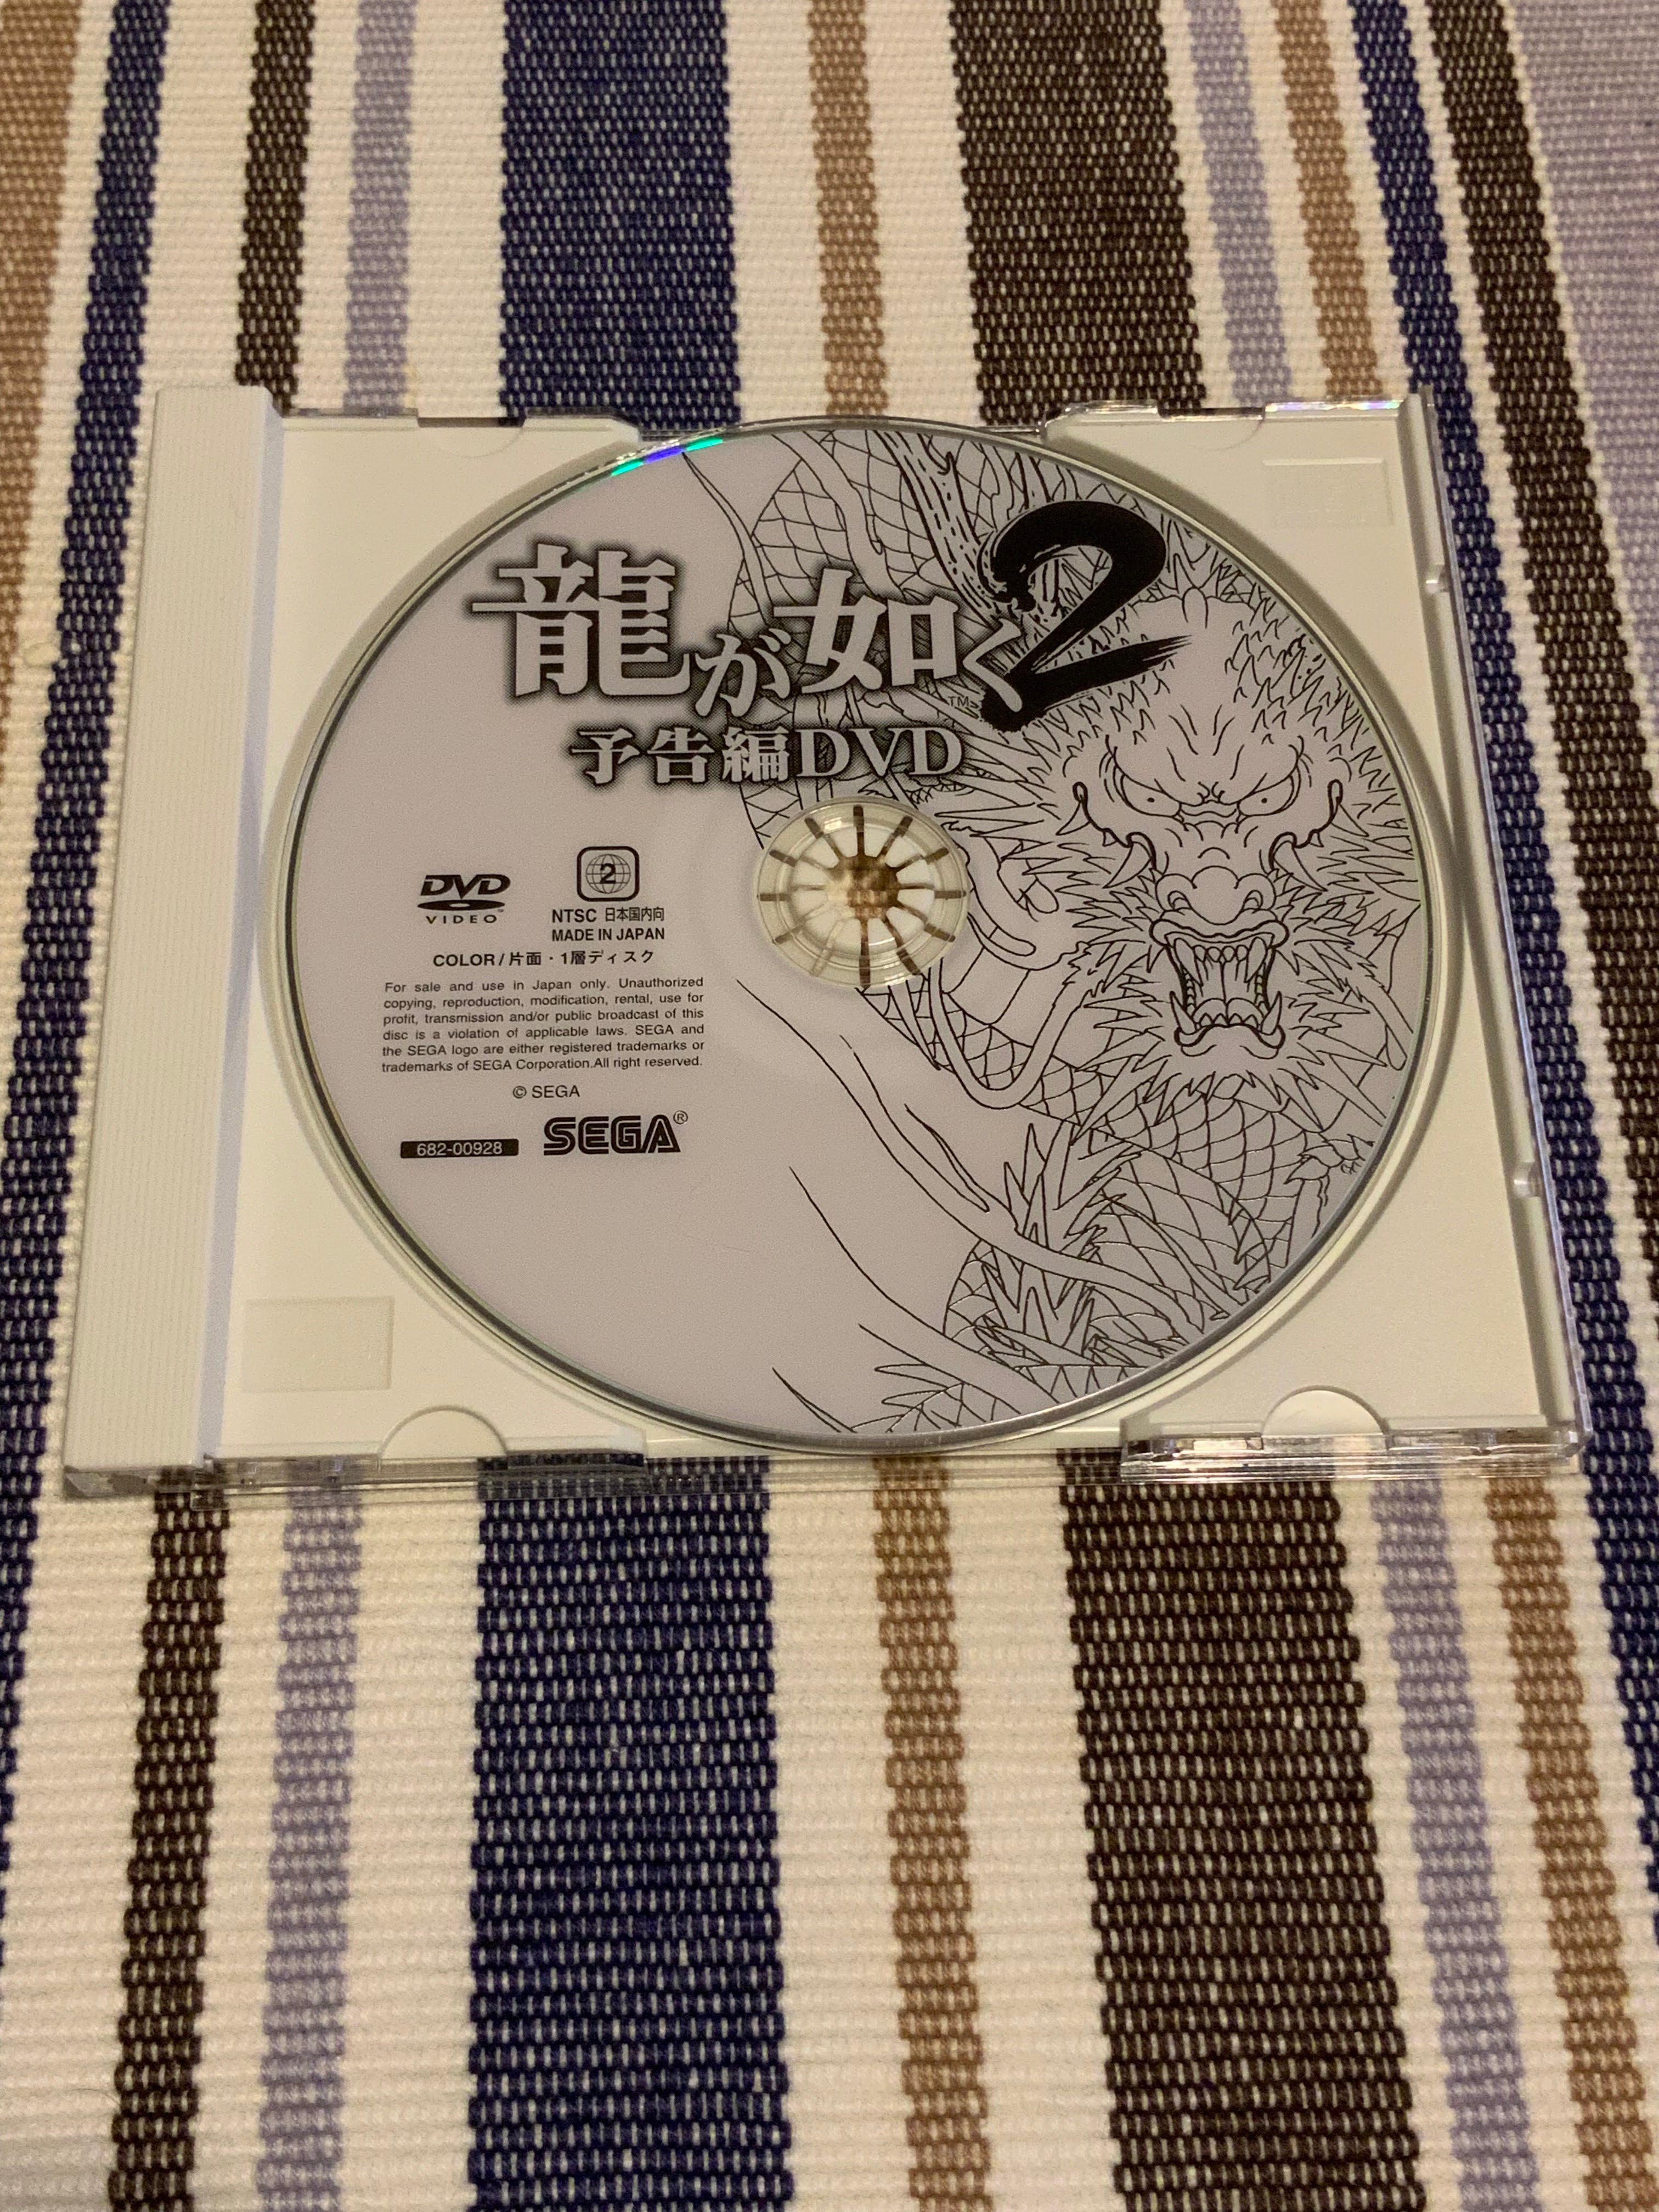 龍が如く2
TM
予告編DVD
DVD
VIDEO™
2
NTSC 日本国内向
MADE IN JAPAN
COLOR/片面・1層ディスク
For sale and use in Japan only. Unauthorized
copying, reproduction, modification, rental, use for
profit, transmission and/or public broadcast of this
disc is a violation of applicable laws. SEGA and
the SEGA logo are either registered trademarks or
trademarks of SEGA Corporation.All right reserved.
© SEGA
682-00928
SEGA®